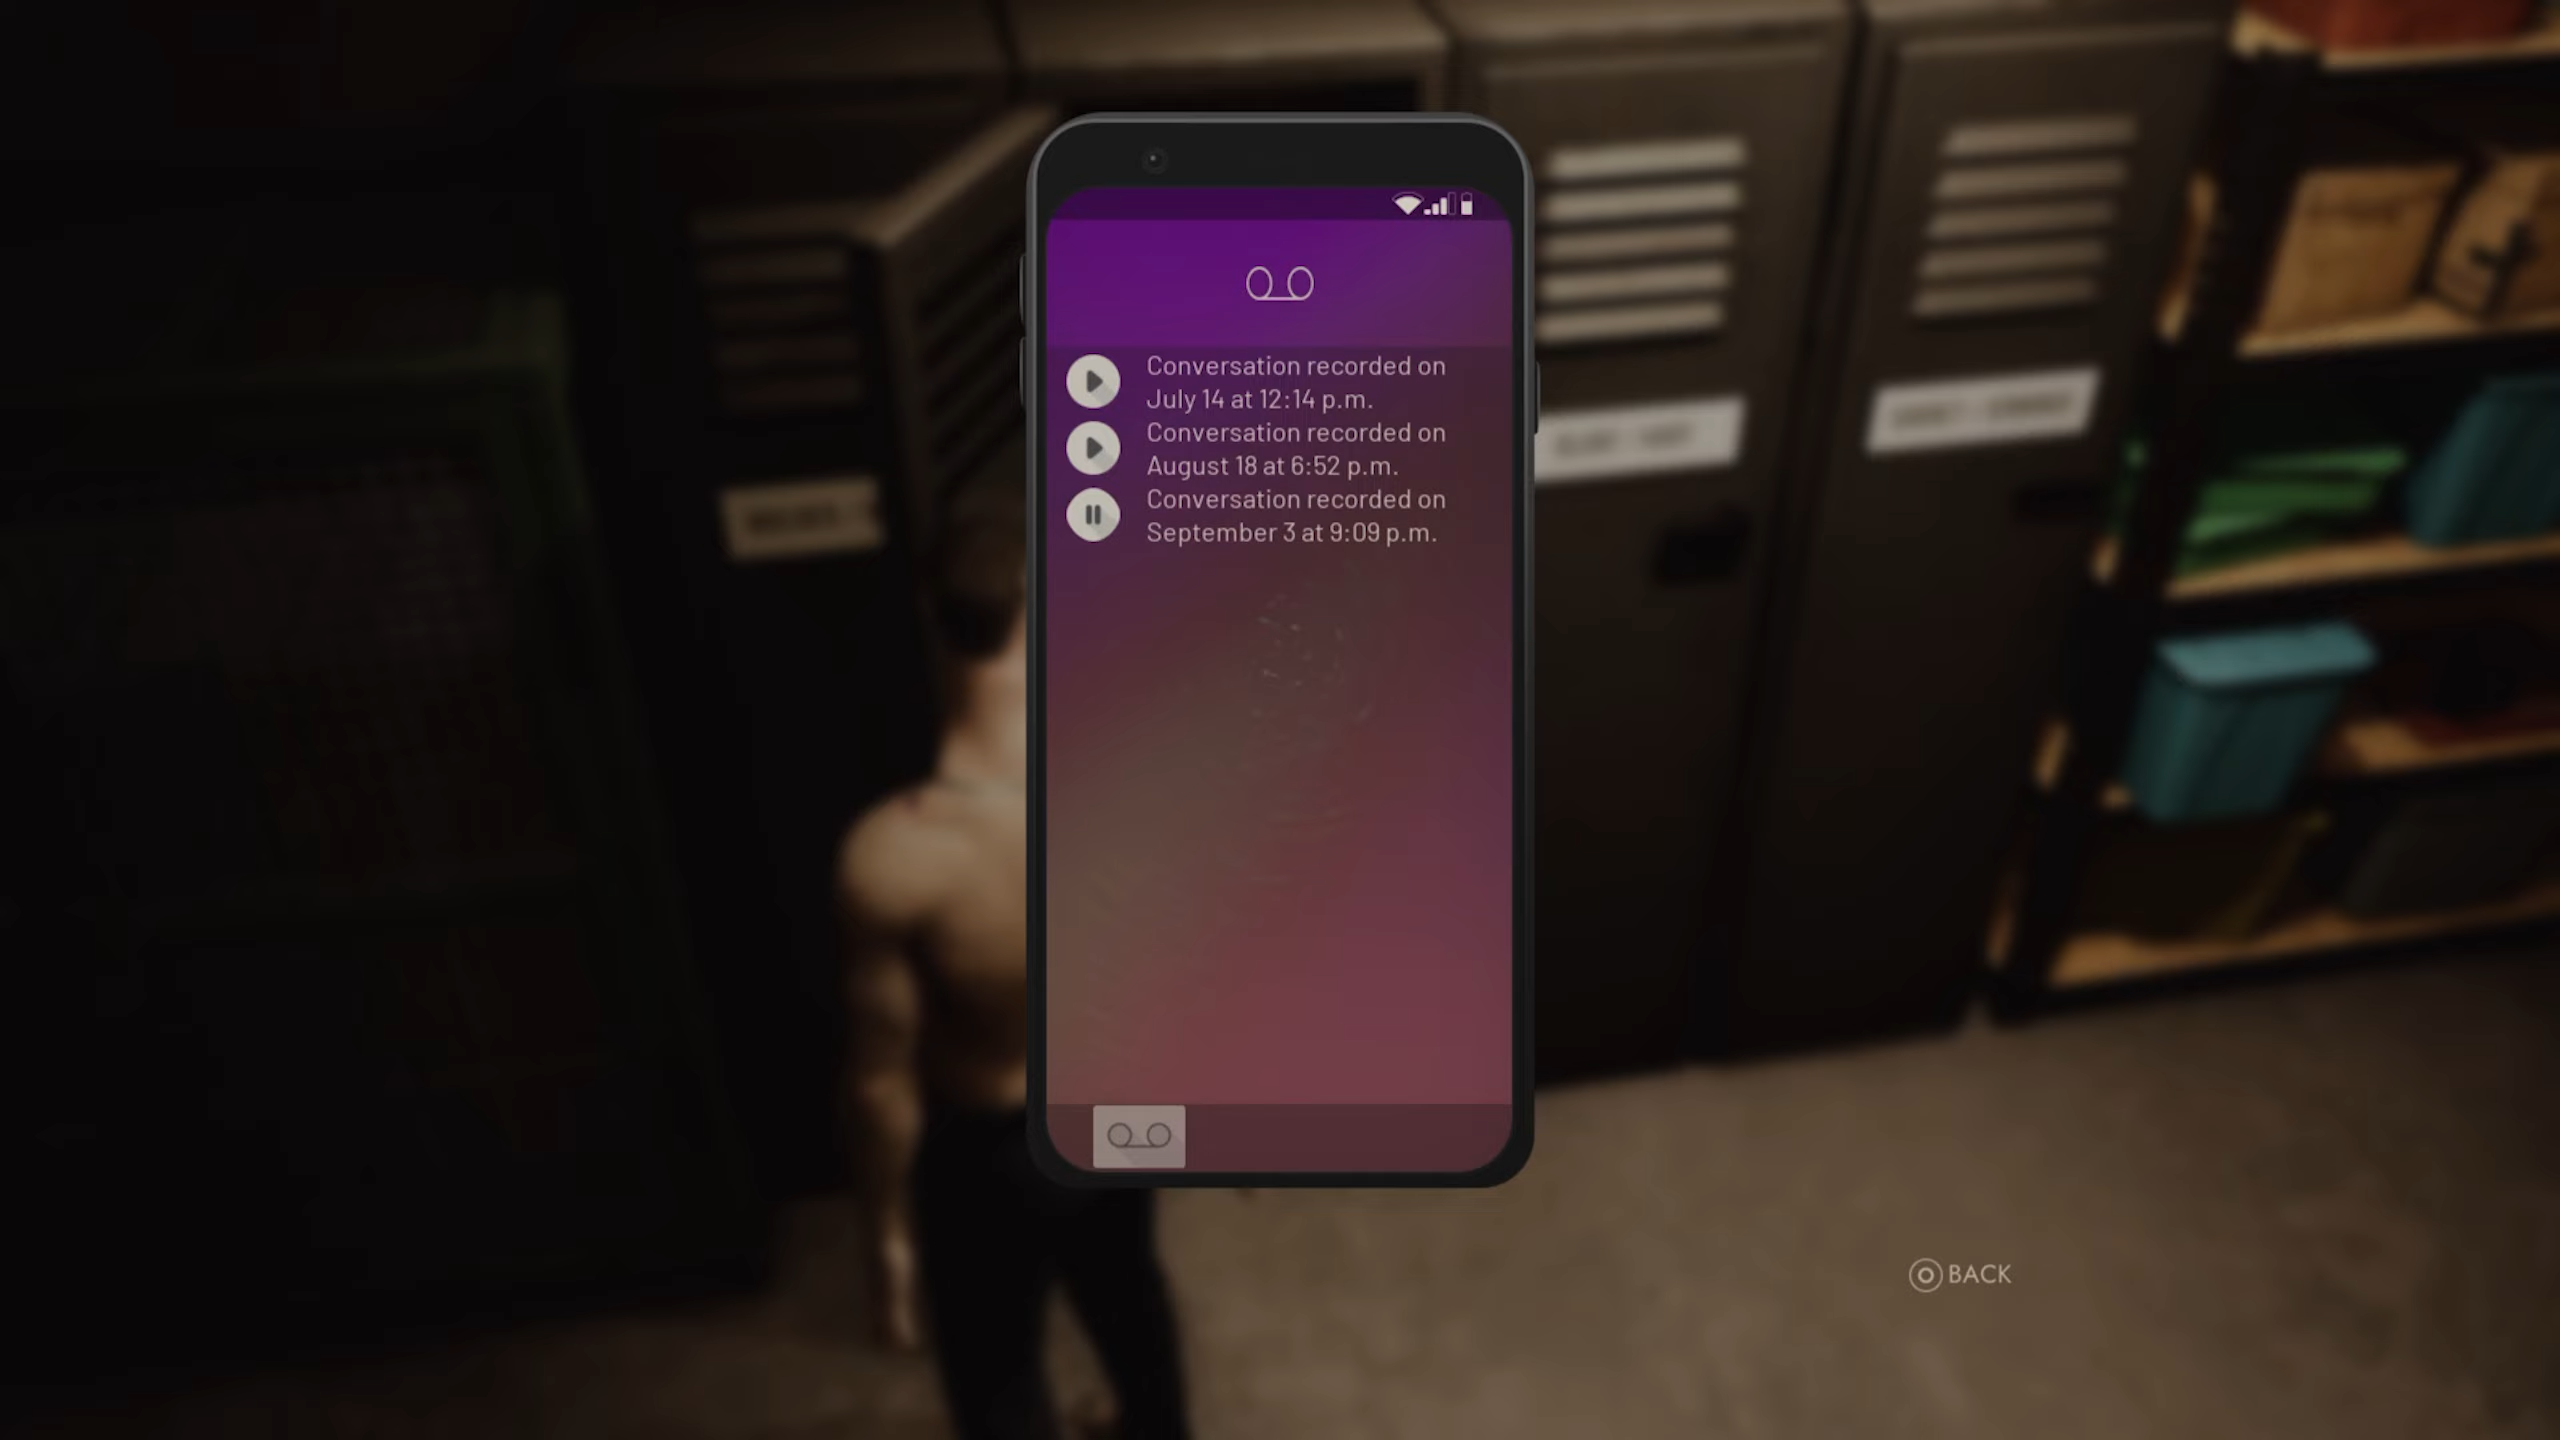 Conversation recorded on
July 14 at 12:14 p.m.
Conversation recorded on
August 18 at 6:52 p.m.
Conversation recorded on
September 3 at 9:09 p.m.
BACK